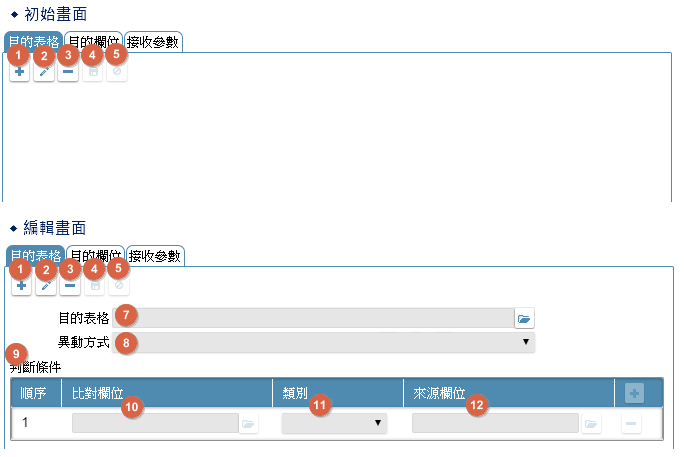 初始畫面
目的表格 目的欄位 接收參數
1 2 3 4 5
編輯畫面
目的表格 目的欄位 接收參數
1 2 3 4 5
目的表格 7
異動方式 8
9
判斷條件
順序 比對欄位 類別 來源欄位
10 11 12
1